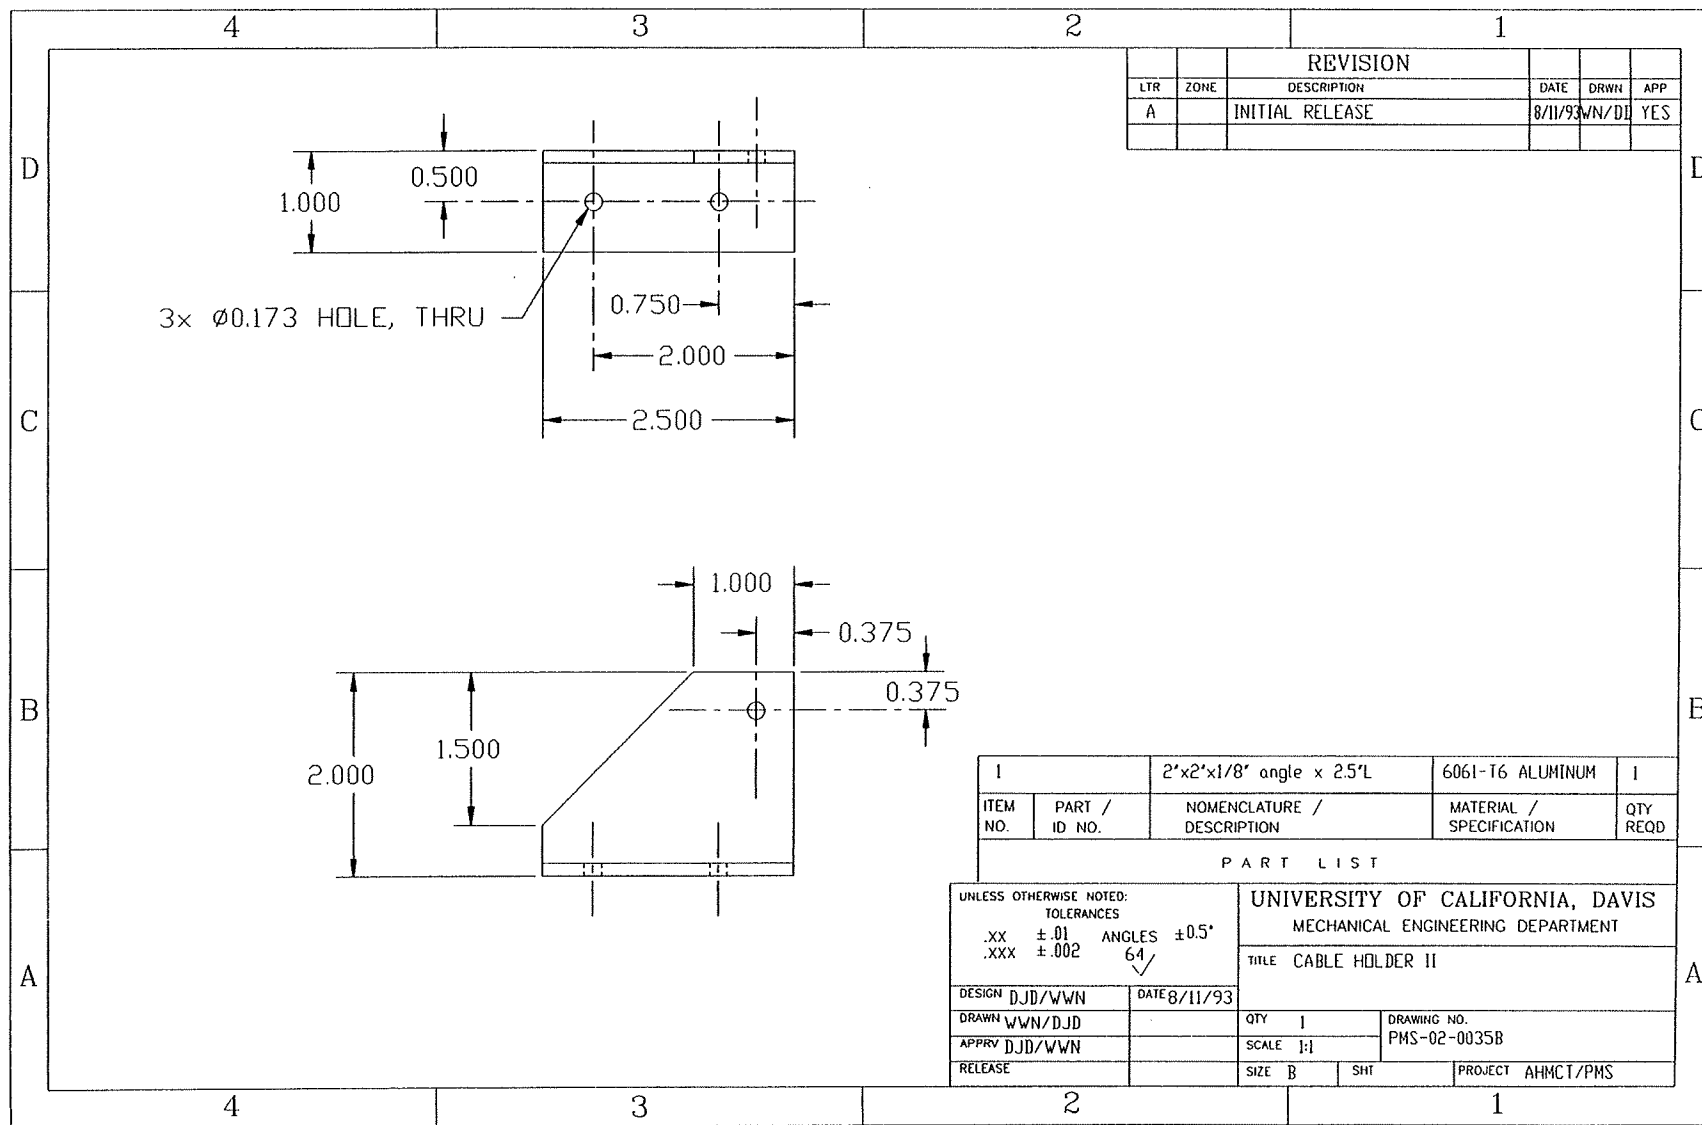 4 3 2 1
REVISION
LTR ZONE DESCRIPTION DATE DRWN APP
A INITIAL RELEASE 8/11/93 WN/DD YES
D D
0.500
1.000
3x Ø0.173 HOLE, THRU
0.750
2.000
2.500
C C
1.000
0.375
0.375
B B
1.500
2.000
1 2"x2"x1/8" angle x 2.5"L 6061-T6 ALUMINUM 1
ITEM NO. PART / ID NO. NOMENCLATURE / DESCRIPTION MATERIAL / SPECIFICATION QTY REQD
PART LIST
UNLESS OTHERWISE NOTED:
TOLERANCES
.XX ±.01 ANGLES ±0.5°
.XXX ±.002 64
UNIVERSITY OF CALIFORNIA, DAVIS
MECHANICAL ENGINEERING DEPARTMENT
TITLE CABLE HOLDER II
A A
DESIGN DJD/WWN DATE 8/11/93
DRAWN WWN/DJD
APPRV DJD/WWN
RELEASE
QTY 1
SCALE 1:1
DRAWING NO.
PMS-02-0035B
SIZE B SHT PROJECT AHMCT/PMS
4 3 2 1